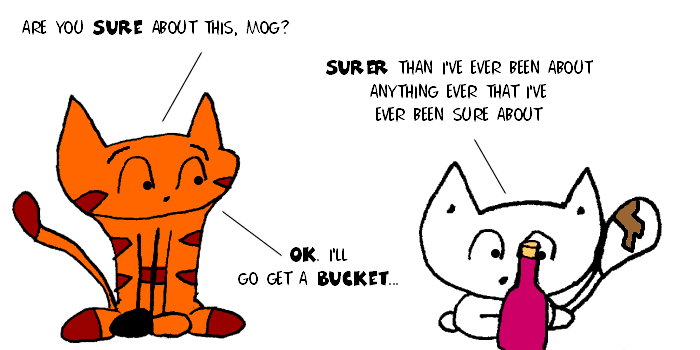 ARE YOU SURE ABOUT THIS, MOG?
SURER THAN I'VE EVER BEEN ABOUT
ANYTHING EVER THAT I'VE
EVER BEEN SURE ABOUT
OK. I'LL
GO GET A BUCKET...